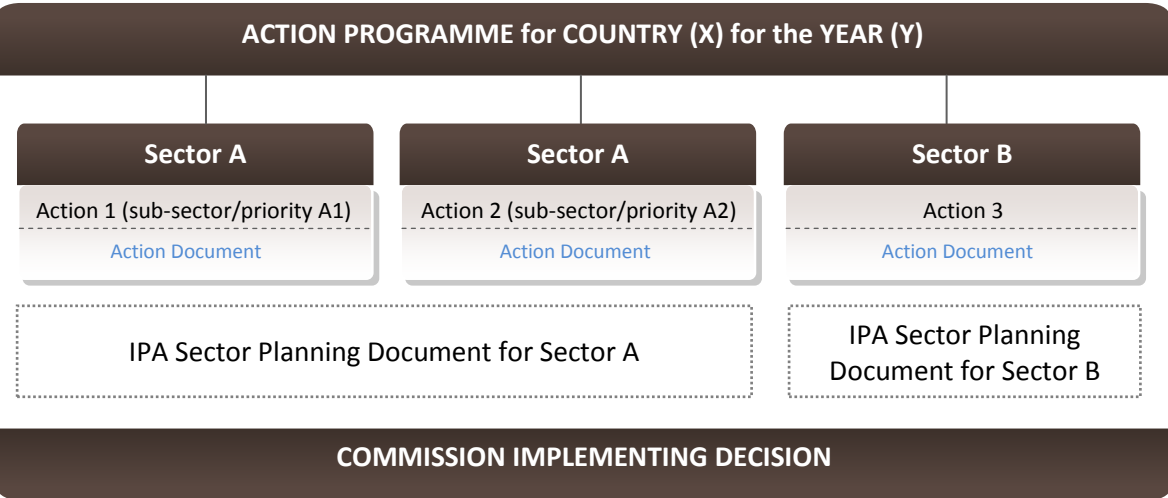 ACTION PROGRAMME for COUNTRY (X) for the YEAR (Y)
Sector A
Action 1 (sub-sector/priority A1)
Action Document
Sector A
Action 2 (sub-sector/priority A2)
Action Document
Sector B
Action 3
Action Document
IPA Sector Planning Document for Sector A
IPA Sector Planning
Document for Sector B
COMMISSION IMPLEMENTING DECISION